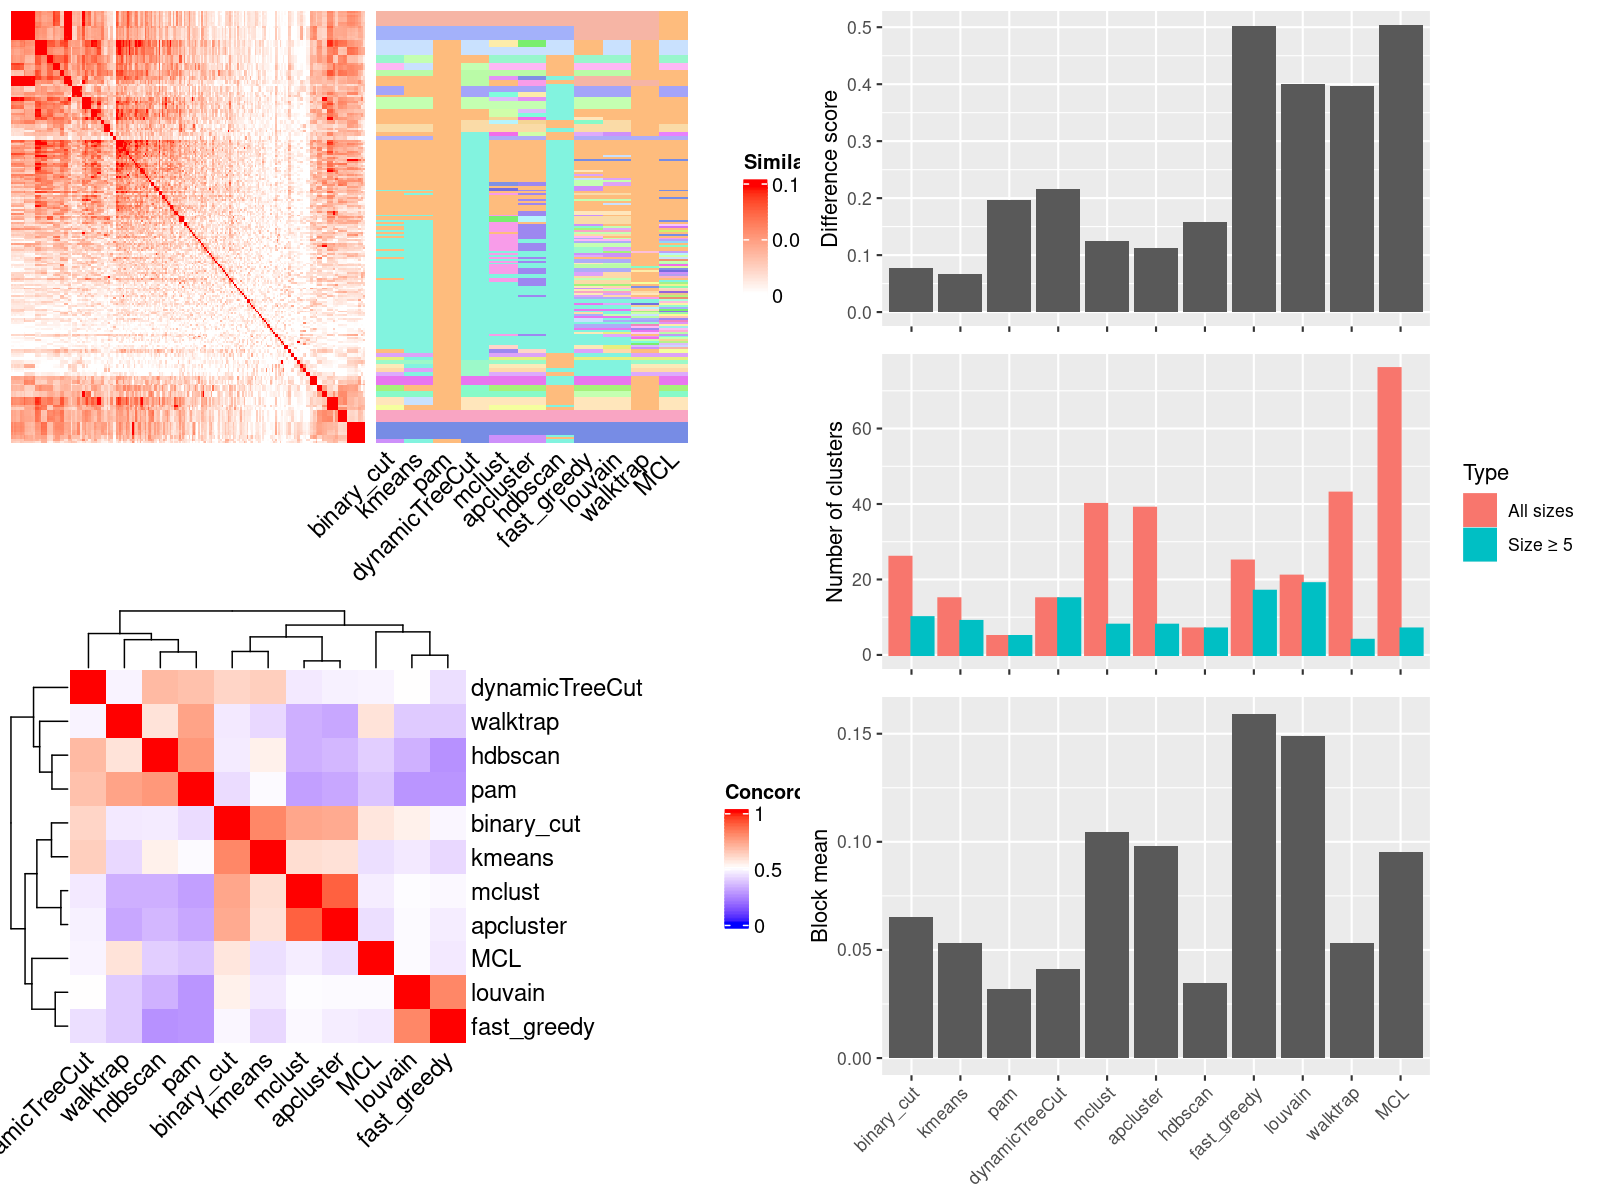 Simila
0.1
0.0
0
binary_cut
kmeans
pam
dynamicTreeCut
mclust
apcluster
hdbscan
fast_greedy
louvain
walktrap
MCL
dynamicTreeCut
walktrap
hdbscan
pam
binary_cut
kmeans
mclust
apcluster
MCL
louvain
fast_greedy
amicTreeCut
walktrap
hdbscan
pam
binary_cut
kmeans
mclust
apcluster
MCL
louvain
fast_greedy
Concord
1
0.5
0
Difference score
0.5
0.4
0.3
0.2
0.1
0.0
Number of clusters
60
40
20
0
Type
All sizes
Size ≥ 5
Block mean
0.15
0.10
0.05
0.00
binary_cut
kmeans
pam
dynamicTreeCut
mclust
apcluster
hdbscan
fast_greedy
louvain
walktrap
MCL